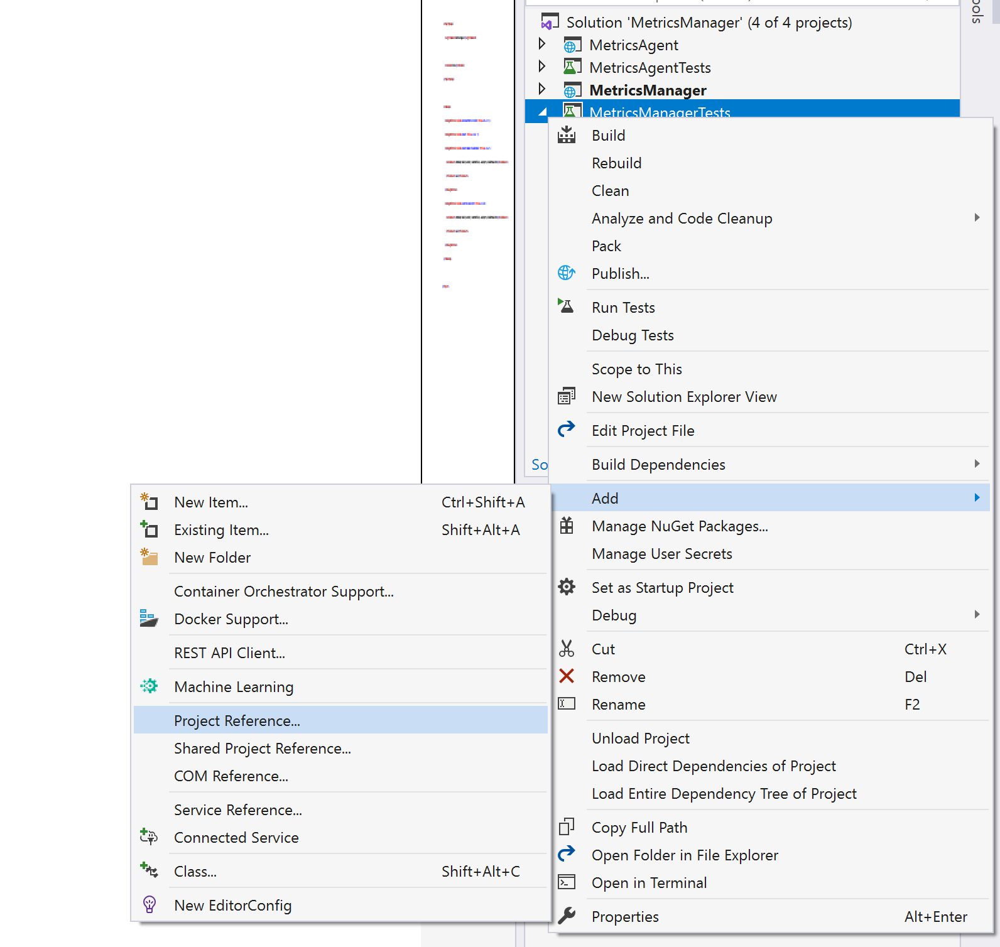 ools
Solution 'MetricsManager' (4 of 4 projects)
MetricsAgent
MetricsAgentTests
MetricsManager
MetricsManagerTests
Build
Rebuild
Clean
Analyze and Code Cleanup
Pack
Publish...
Run Tests
Debug Tests
Scope to This
New Solution Explorer View
Edit Project File
So
Build Dependencies
Add
Manage NuGet Packages...
Manage User Secrets
Set as Startup Project
Debug
Cut Ctrl+X
Remove Del
Rename F2
Unload Project
Load Direct Dependencies of Project
Load Entire Dependency Tree of Project
Copy Full Path
Open Folder in File Explorer
Open in Terminal
Properties Alt+Enter
New Item... Ctrl+Shift+A
Existing Item... Shift+Alt+A
New Folder
Container Orchestrator Support...
Docker Support...
REST API Client...
Machine Learning
Project Reference...
Shared Project Reference...
COM Reference...
Service Reference...
Connected Service
Class... Shift+Alt+C
New EditorConfig